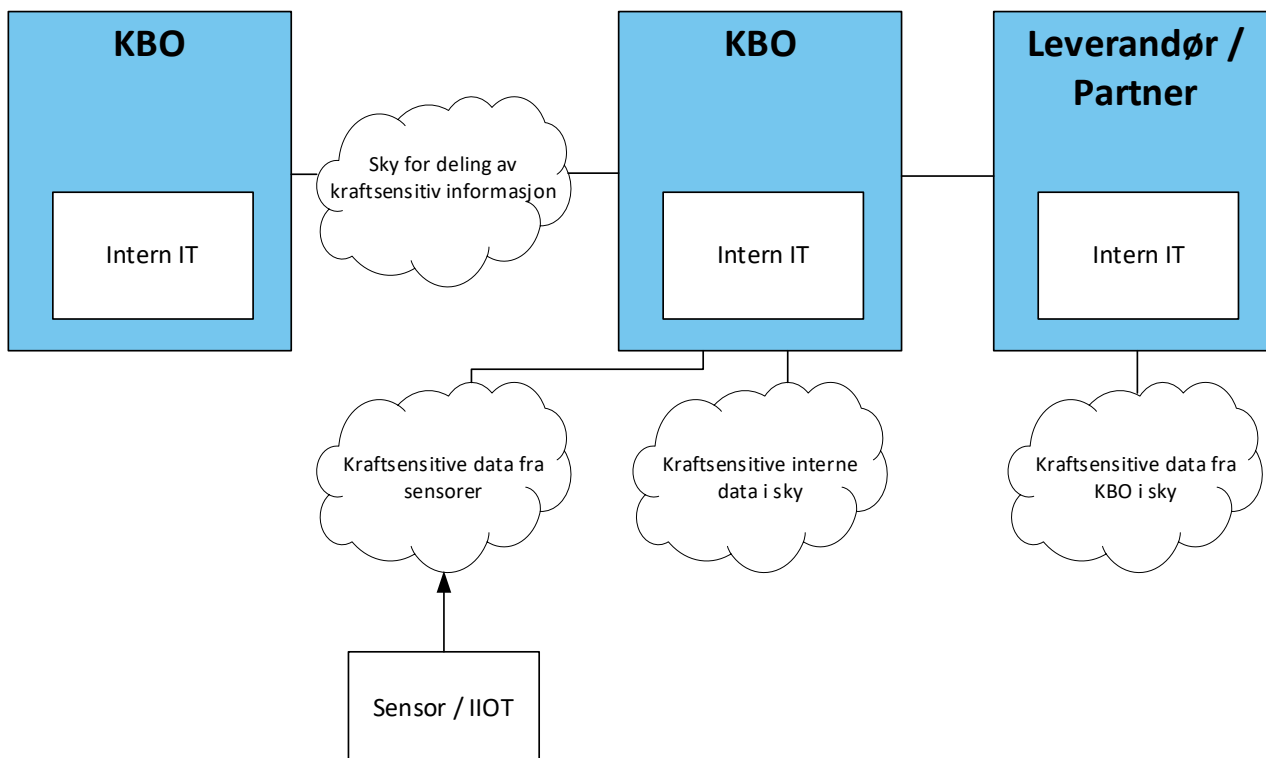 KBO
KBO
Leverandør /
Partner
Sky for deling av
kraftsensitiv informasjon
Intern IT
Intern IT
Intern IT
Kraftsensitive data fra
sensorer
Kraftsensitive interne
data i sky
Kraftsensitive data fra
KBO i sky
Sensor / IIOT